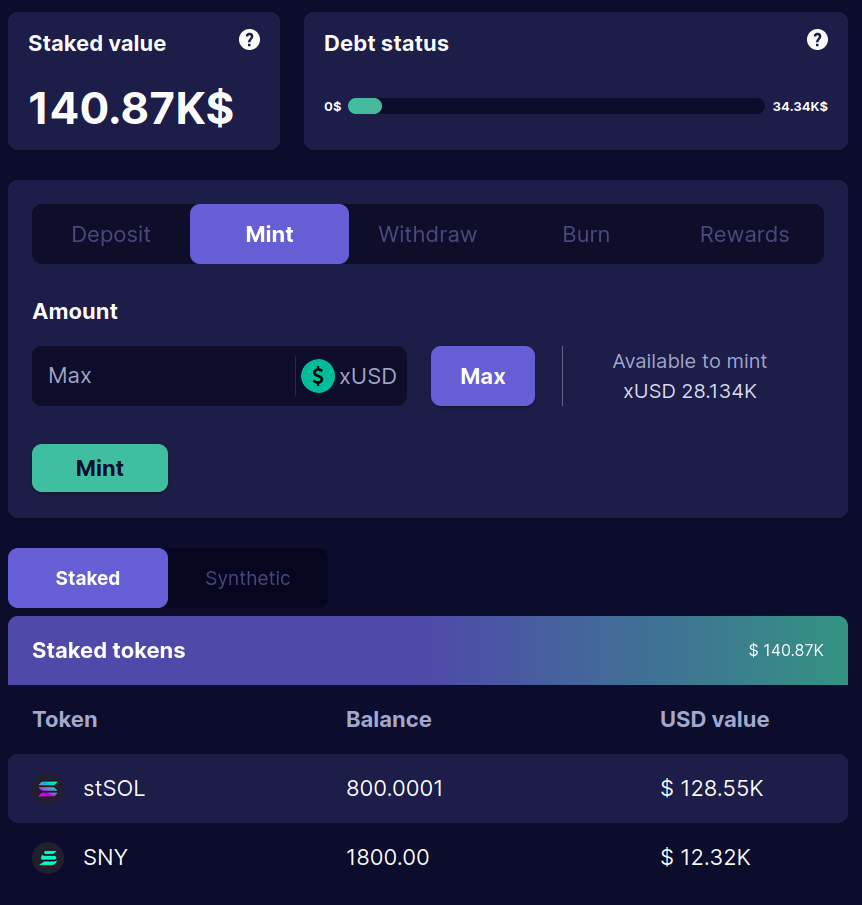 Staked value ?
140.87K$
Debt status ?
0$ 34.34K$
Deposit Mint Withdraw Burn Rewards
Amount
Max $ xUSD Max
Available to mint
xUSD 28.134K
Mint
Staked Synthetic
Staked tokens $ 140.87K
Token Balance USD value
stSOL 800.0001 $ 128.55K
SNY 1800.00 $ 12.32K